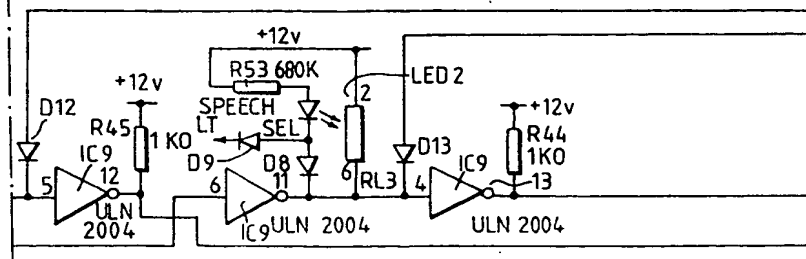 +12v
R53 680K
LED 2
+12v
D12
R45
1 KO
IC9
12
5
ULN
2004
SPEECH
LT
SEL
D9
D8
2
6
11
6
IC9
ULN 2004
RL3
D13
4
IC9
13
+12v
R44
1KO
ULN 2004